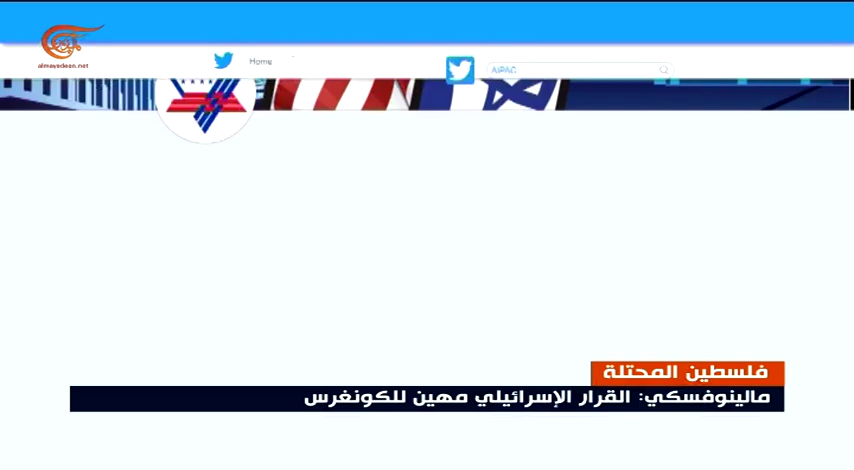 almayadeen.net
Home
AIPAC
فلسطين المحتلة
مالينوفسكي: القرار الإسرائيلي مهين للكونغرس